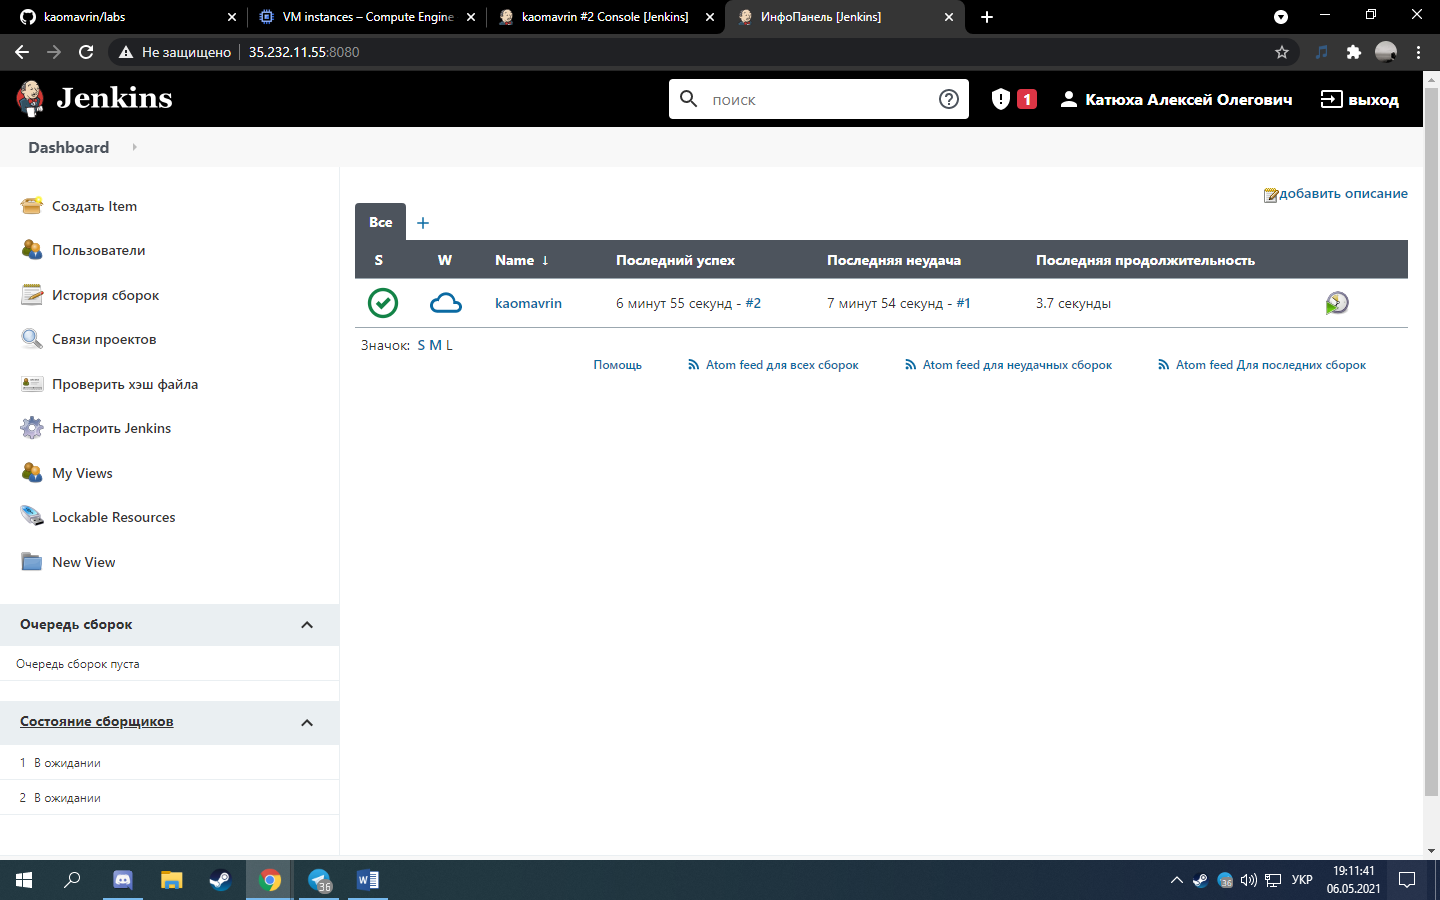 kaomavrin/labs
VM instances – Compute Engine
kaomavrin #2 Console [Jenkins]
ИнфоПанель [Jenkins]
Не защищено
35.232.11.55:8080
Jenkins
поиск
1
Катюха Алексей Олегович
выход
Dashboard
Создать Item
Пользователи
История сборок
Связи проектов
Проверить хэш файла
Настроить Jenkins
My Views
Lockable Resources
New View
Очередь сборок
Очередь сборок пуста
Состояние сборщиков
1 В ожидании
2 В ожидании
добавить описание
Все +
S W Name ↓ Последний успех Последняя неудача Последняя продолжительность
kaomavrin 6 минут 55 секунд - #2 7 минут 54 секунд - #1 3.7 секунды
Значок: S M L
Помощь Atom feed для всех сборок Atom feed для неудачных сборок Atom feed Для последних сборок
36
36
УКР
19:11:41
06.05.2021